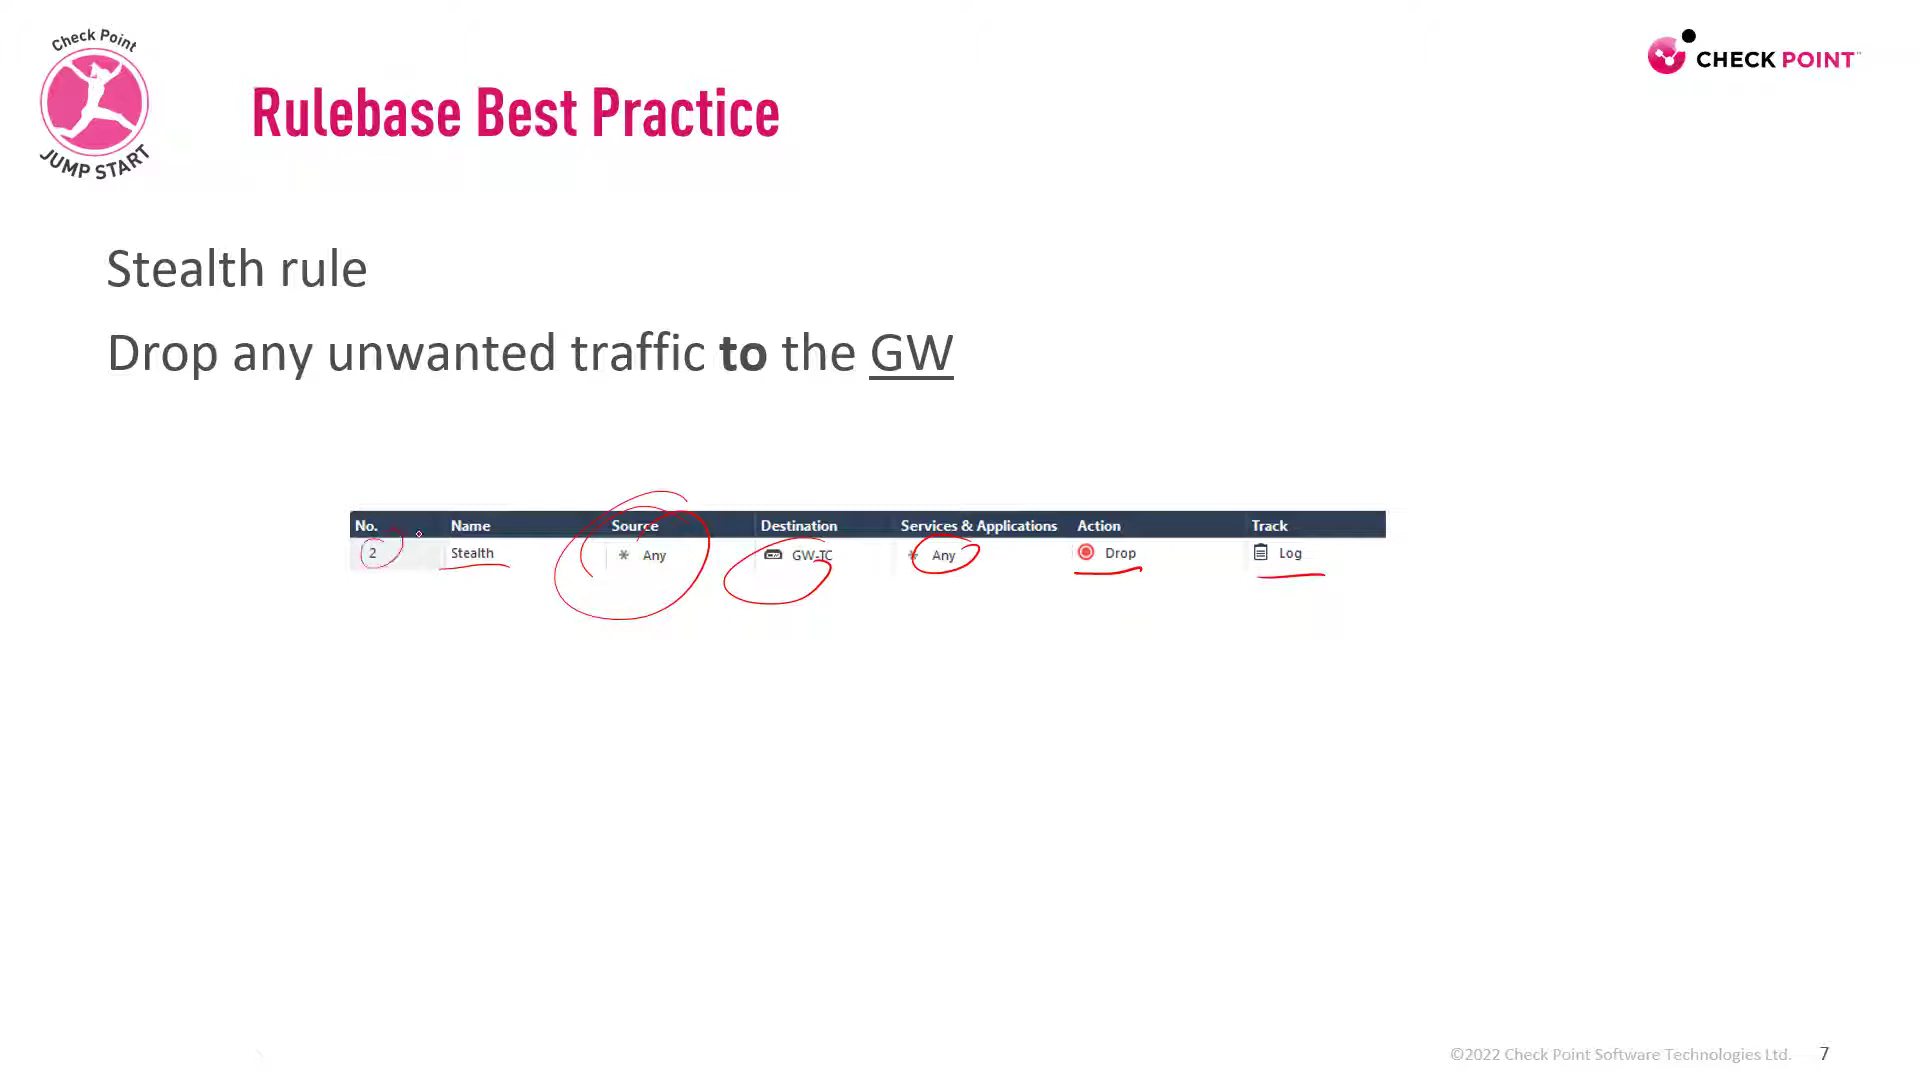 Check Point
JUMP START
CHECK POINT™
Rulebase Best Practice
Stealth rule
Drop any unwanted traffic to the GW
No. Name Source Destination Services & Applications Action Track
2 Stealth * Any GW-TC * Any Drop Log
©2022 Check Point Software Technologies Ltd. 7